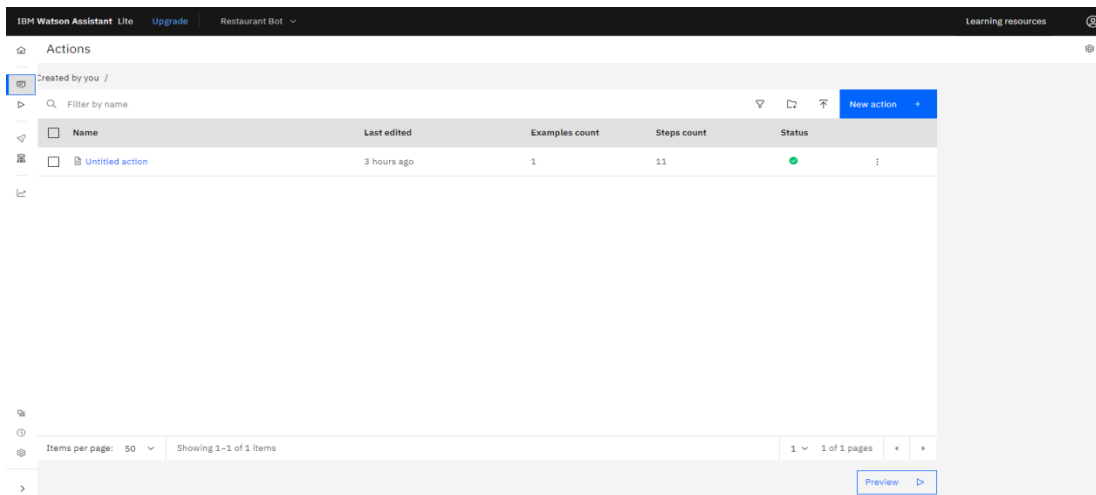 IBM Watson Assistant Lite Upgrade Restaurant Bot Learning resources
Actions
Created by you /
Filter by name New action +
Name Last edited Examples count Steps count Status
Untitled action 3 hours ago 1 11
Items per page: 50 Showing 1–1 of 1 items 1 1 of 1 pages
Preview